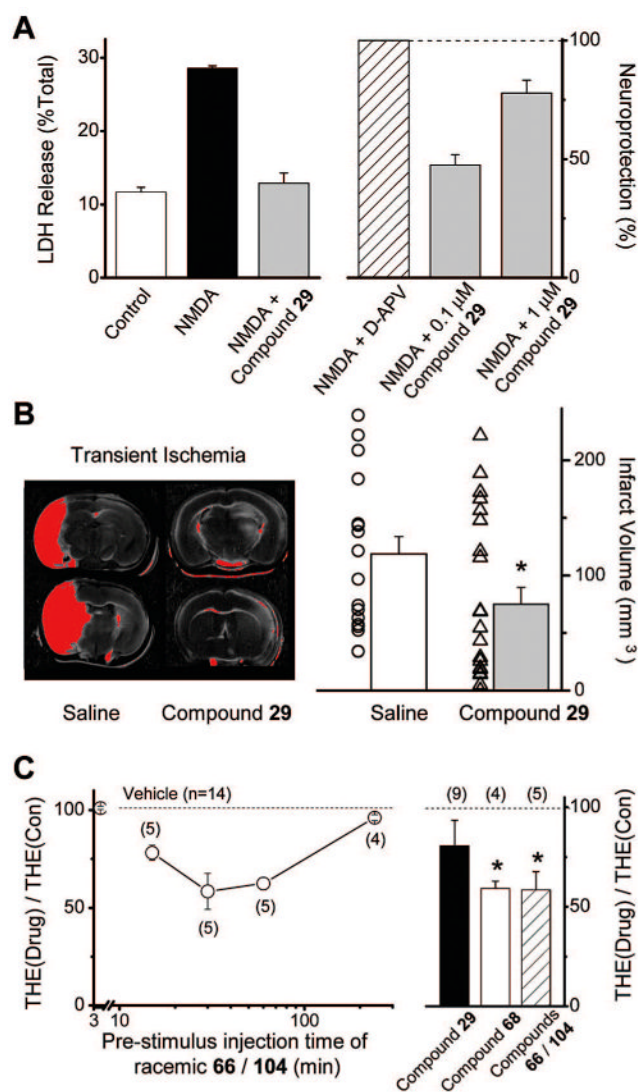 A
LDH Release (%Total)
30
20
10
0
Control
NMDA
NMDA +
Compound 29
100
50
0
Neuroprotection (%)
NMDA + D-APV
NMDA + 0.1 µM
Compound 29
NMDA + 1 µM
Compound 29
B
Transient Ischemia
Saline
Compound 29
200
100
0
Infarct Volume (mm 3)
*
Saline
Compound 29
C
THE(Drug) / THE(Con)
100
50
0
Vehicle (n=14)
(5)
(5)
(5)
(4)
3
10
100
Pre-stimulus injection time of
racemic 66 / 104 (min)
(9)
(4)
(5)
*
*
100
50
0
THE(Drug) / THE(Con)
Compound 29
Compound 68
Compounds
66 / 104